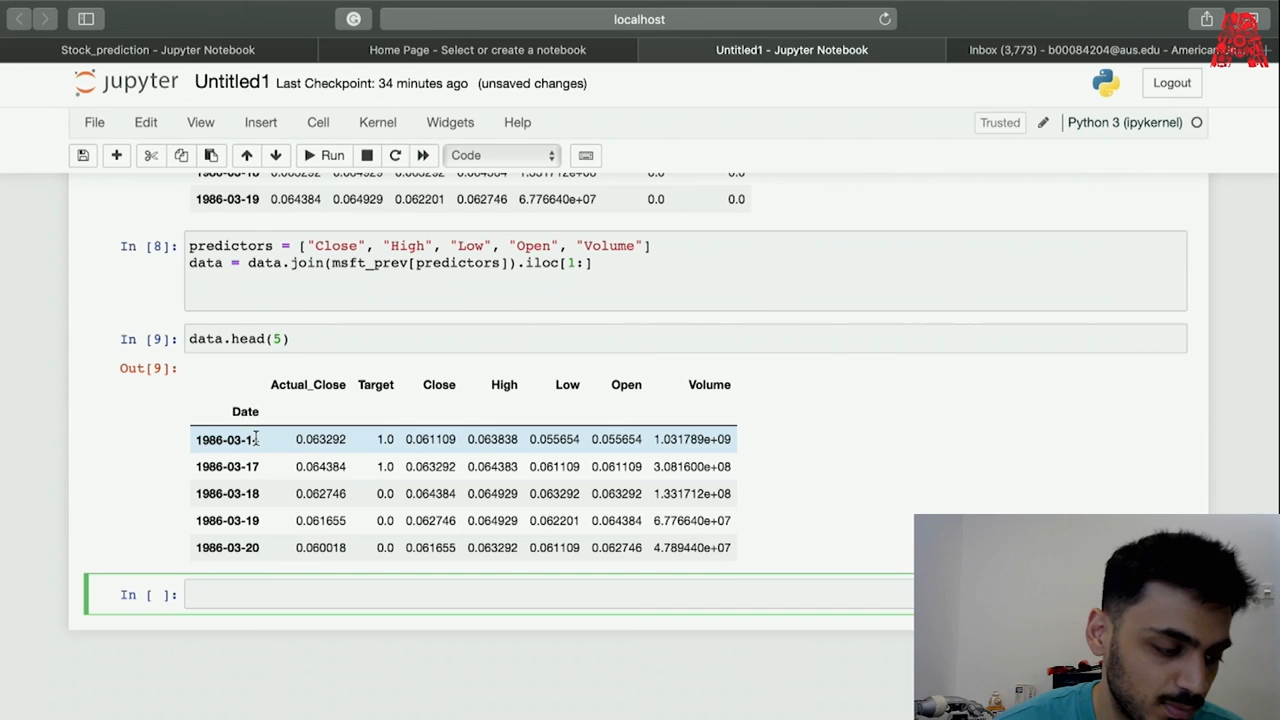 localhost
Stock_prediction - Jupyter Notebook
Home Page - Select or create a notebook
Untitled1 - Jupyter Notebook
Inbox (3,773) - b00084204@aus.edu - American
jupyter Untitled1 Last Checkpoint: 34 minutes ago (unsaved changes)
Logout
File Edit View Insert Cell Kernel Widgets Help
Trusted Python 3 (ipykernel)
Run Code
1986-03-19 0.064384 0.064929 0.062201 0.062746 6.776640e+07 0.0 0.0
In [8]: predictors = ["Close", "High", "Low", "Open", "Volume"]
data = data.join(msft_prev[predictors]).iloc[1:]
In [9]: data.head(5)
Out[9]:
Actual_Close Target Close High Low Open Volume
Date
0.063292 1.0 0.061109 0.063838 0.055654 0.055654 1.031789e+09
1986-03-17 0.064384 1.0 0.063292 0.064383 0.061109 0.061109 3.081600e+08
1986-03-18 0.062746 0.0 0.064384 0.064929 0.063292 0.063292 1.331712e+08
1986-03-19 0.061655 0.0 0.062746 0.064929 0.062201 0.064384 6.776640e+07
1986-03-20 0.060018 0.0 0.061655 0.063292 0.061109 0.062746 4.789440e+07
In [ ]: